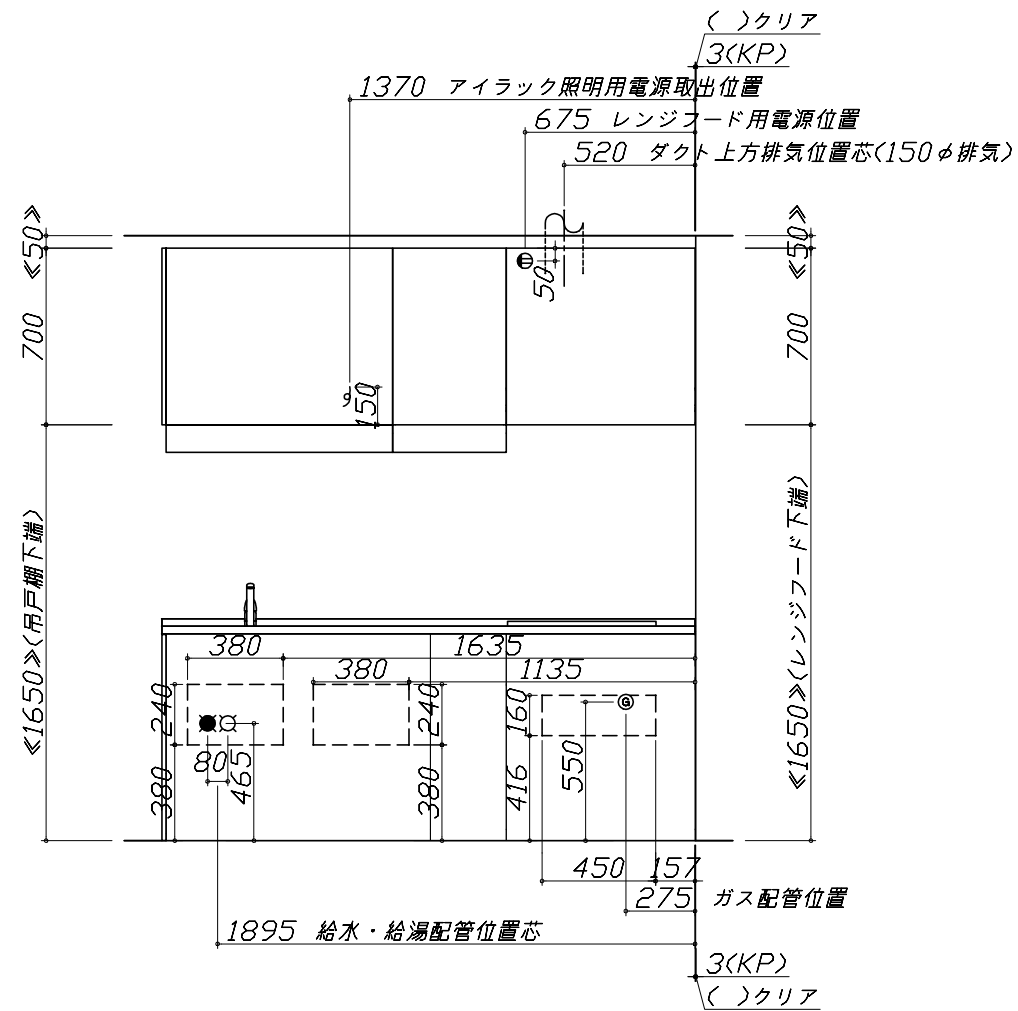 ( )クリア
3(KP)
1370 アイラック照明用電源取出位置
675 レンジフード用電源位置
520 ダクト上方排気位置芯(150φ排気)
≪50≫
≪50≫
50
700
700
150
≪1650≫(吊戸棚下端)
≪1650≫(レンジフード下端)
380
1635
380
1135
240
240
160
G
80
465
380
380
416
550
450
157
275 ガス配管位置
1895 給水・給湯配管位置芯
3(KP)
( )クリア